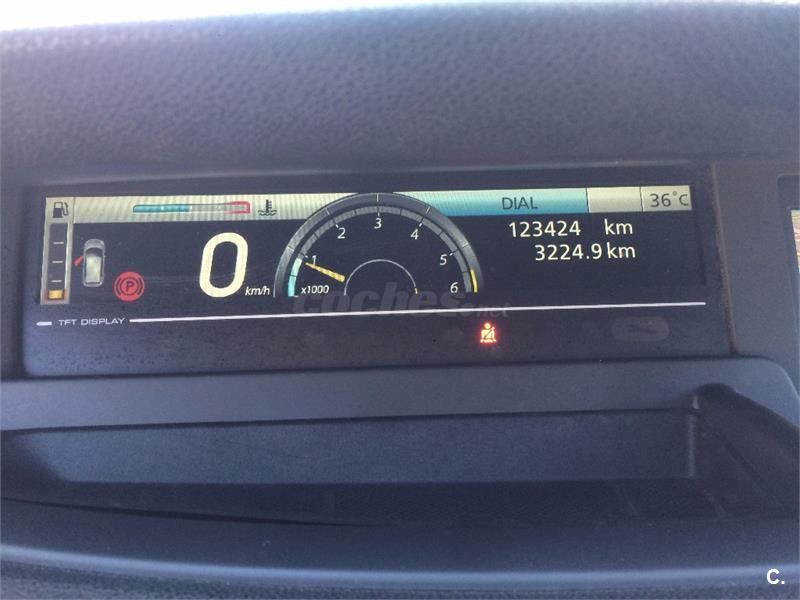 DIAL
36°C
123424 km
3224.9 km
0 km/h
1 2 3 4 5 6
x1000
P
TFT DISPLAY
coches.net
C.